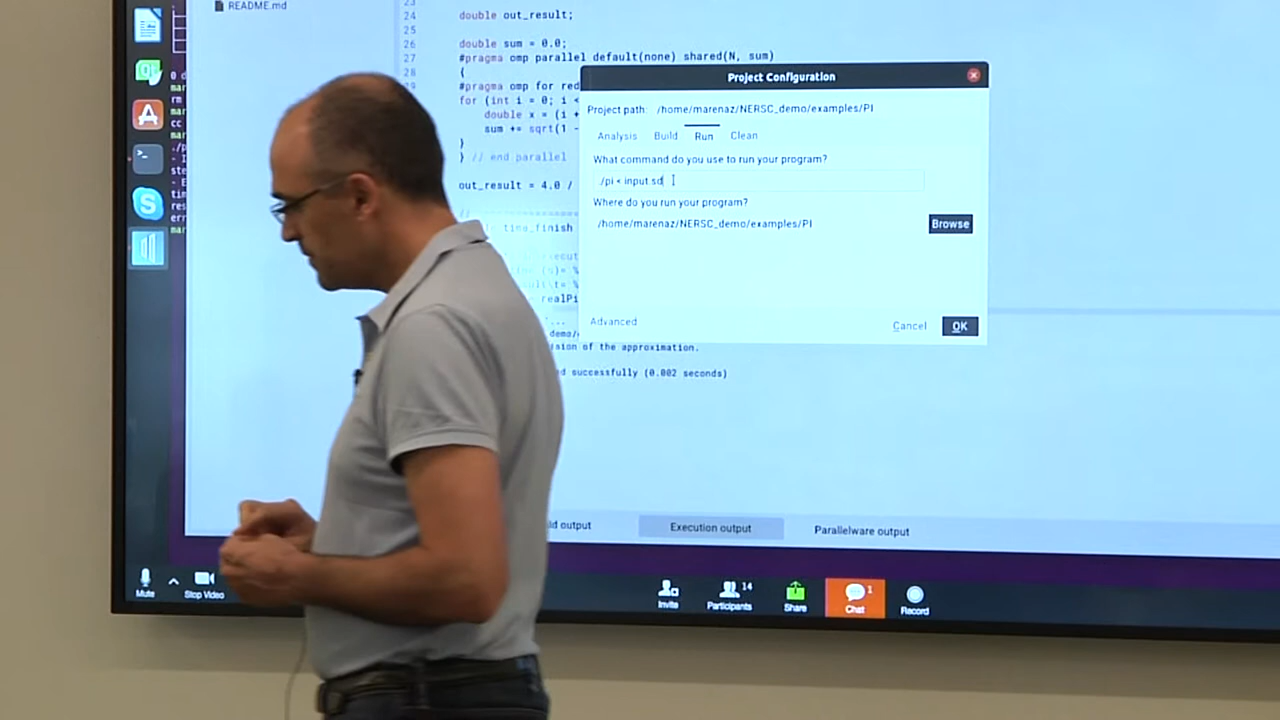 README.md
23
24 double out_result;
25
26 double sum = 0.0;
27 #pragma omp parallel default(none) shared(N, sum)
28 {
29 #pragma omp for red
for (int i = 0; i <
double x = (i +
sum += sqrt(1 -
}
} // end parallel
out_result = 4.0 /
time_finish
realPi
Project Configuration
Project path: /home/marenaz/NERSC_demo/examples/PI
Analysis Build Run Clean
What command do you use to run your program?
./pi < input sd
Where do you run your program?
/home/marenaz/NERSC_demo/examples/PI
Browse
Advanced
Cancel OK
sion of the approximation.
d successfully (0.002 seconds)
ld output Execution output Parallelware output
Mute Stop Video Invite Participants 14 Share Chat 1 Record